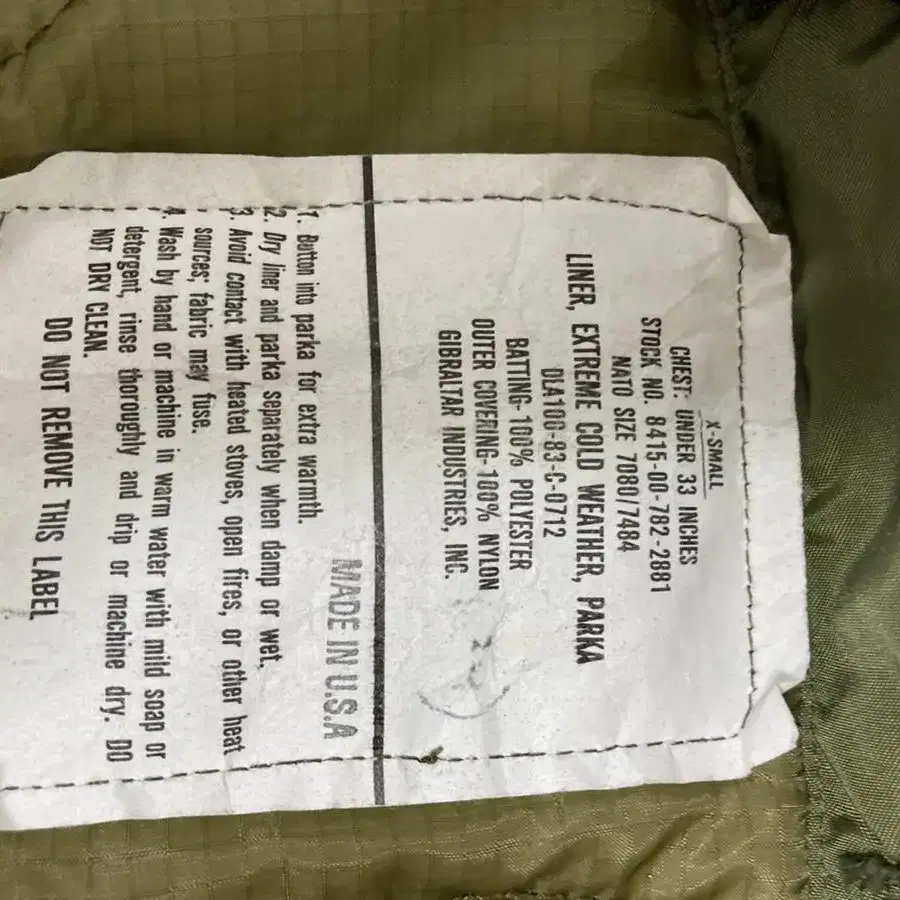 X-SMALL
CHEST: UNDER 33 INCHES
STOCK NO. 8415-00-782-2881
NATO SIZE 7080/7484
LINER, EXTREME COLD WEATHER, PARKA
DLA100-83-C-0712
BATTING-100% POLYESTER
OUTER COVERING-100% NYLON
GIBRALTAR INDUSTRIES, INC.
MADE IN U.S.A
1. Button into parka for extra warmth.
2. Dry liner and parka separately when damp or wet.
3. Avoid contact with heated stoves, open fires, or other heat
sources; fabric may fuse.
4. Wash by hand or machine in warm water with mild soap or
detergent, rinse thoroughly and drip or machine dry. DO
NOT DRY CLEAN.
DO NOT REMOVE THIS LABEL